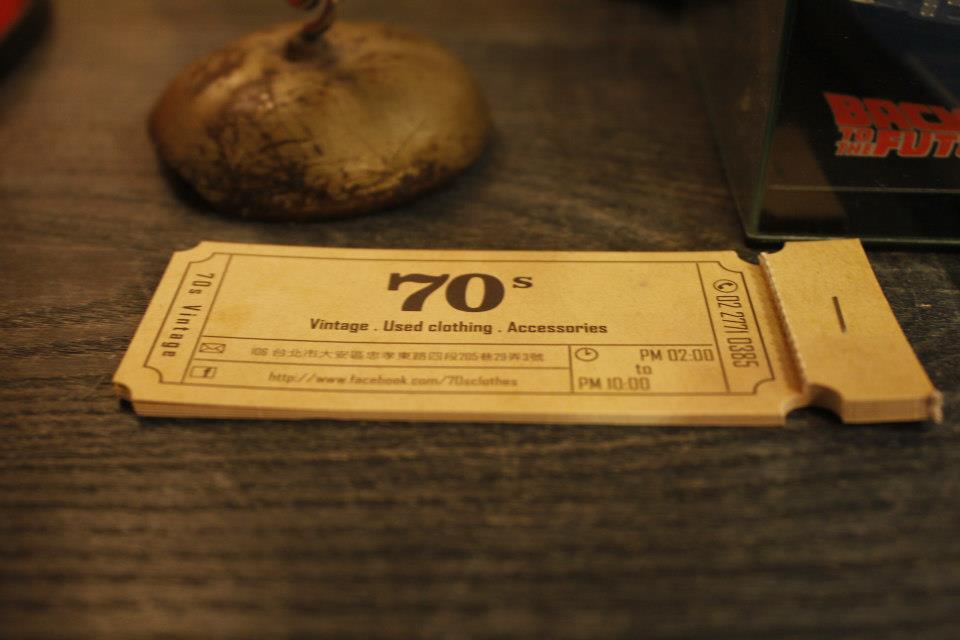 70s Vintage
70s
Vintage . Used clothing . Accessories
106 台北市大安區忠孝東路四段205巷29弄3號
http://www.facebook.com/70sclothes
PM 02:00
to
PM 10:00
02 2771 0385
BACK
TO
THE FUTU